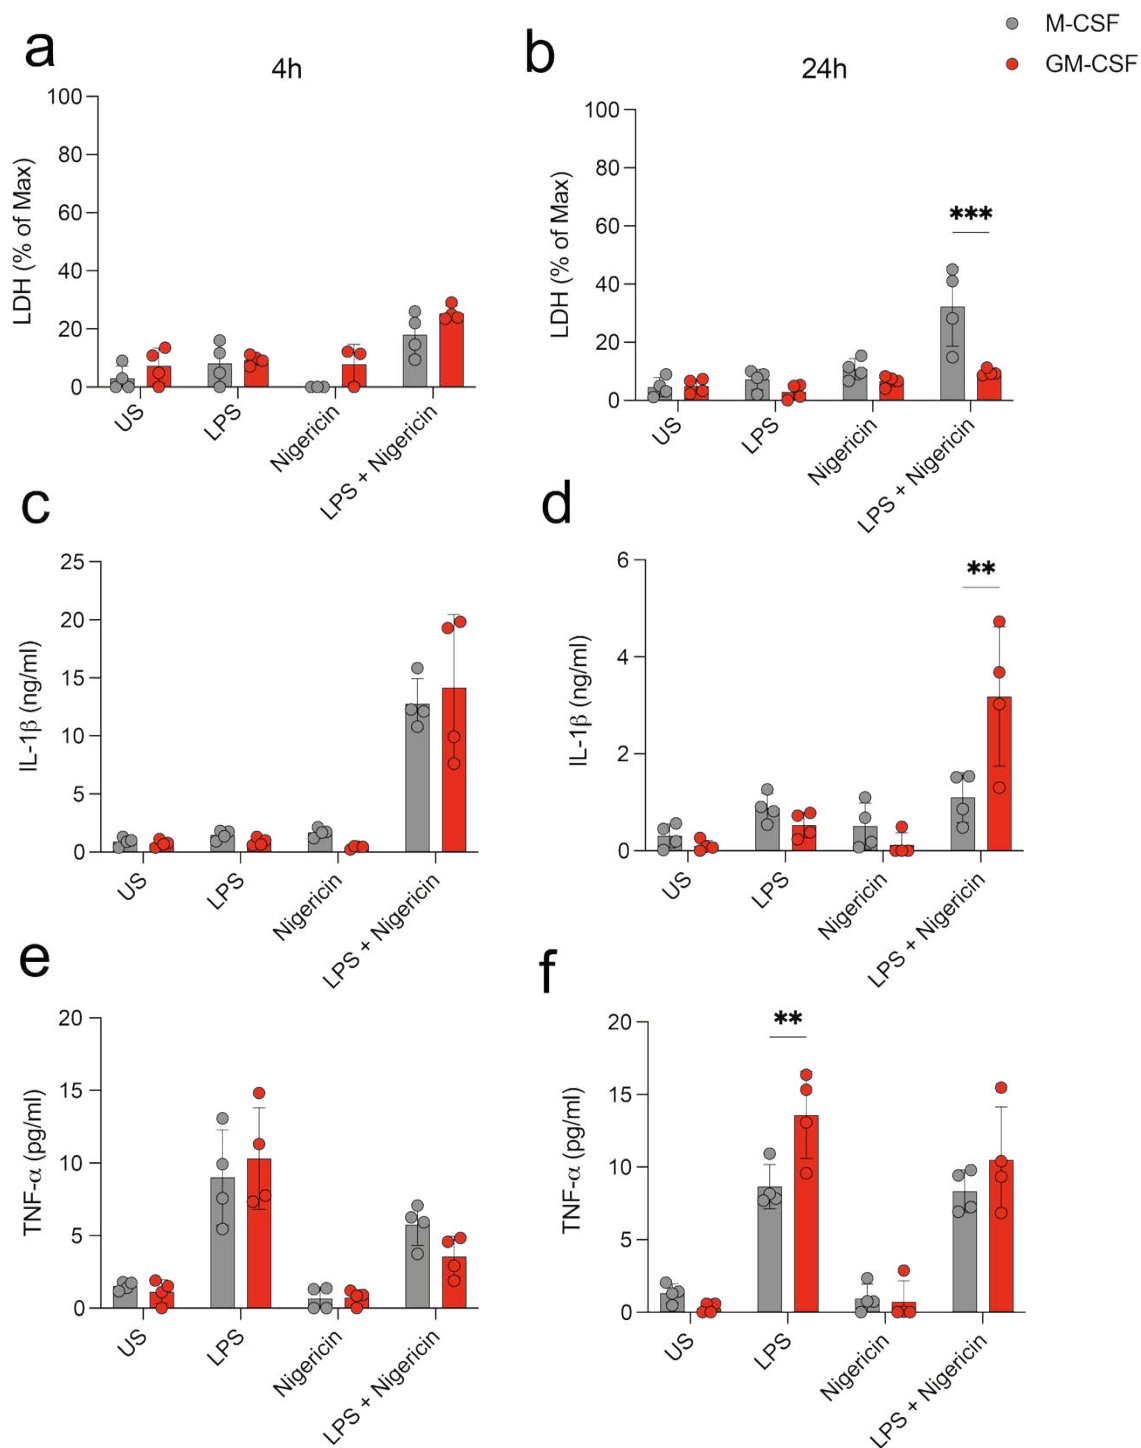 M-CSF
GM-CSF
a
4h
LDH (% of Max)
100
80
60
40
20
0
US
LPS
Nigericin
LPS + Nigericin
b
24h
LDH (% of Max)
100
80
60
40
20
0
***
US
LPS
Nigericin
LPS + Nigericin
c
IL-1β (ng/ml)
25
20
15
10
5
0
US
LPS
Nigericin
LPS + Nigericin
d
IL-1β (ng/ml)
6
4
2
0
**
US
LPS
Nigericin
LPS + Nigericin
e
TNF-α (pg/ml)
20
15
10
5
0
US
LPS
Nigericin
LPS + Nigericin
f
TNF-α (pg/ml)
20
15
10
5
0
**
US
LPS
Nigericin
LPS + Nigericin